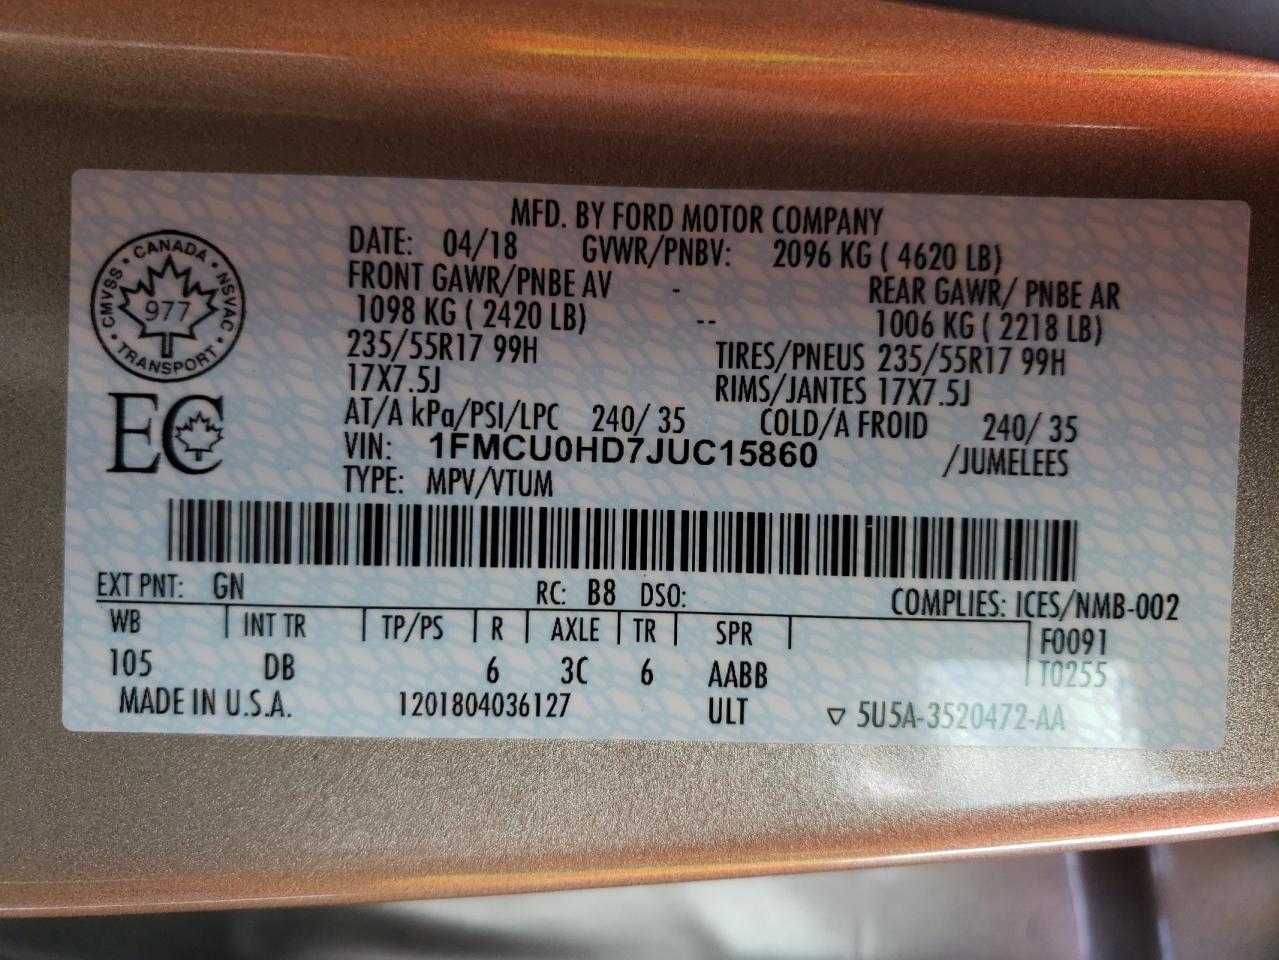 MFD. BY FORD MOTOR COMPANY
DATE: 04/18 GVWR/PNBV: 2096 KG ( 4620 LB)
FRONT GAWR/PNBE AV - REAR GAWR/ PNBE AR
1098 KG ( 2420 LB) -- 1006 KG ( 2218 LB)
235/55R17 99H TIRES/PNEUS 235/55R17 99H
17X7.5J RIMS/JANTES 17X7.5J
AT/A kPa/PSI/LPC 240/ 35 COLD/A FROID 240/ 35
VIN: 1FMCU0HD7JUC15860 /JUMELEES
TYPE: MPV/VTUM
CMVSS • CANADA • NSVAC • TRANSPORT •
977
EC
EXT PNT: GN RC: B8 DSO: COMPLIES: ICES/NMB-002
WB | INT TR | TP/PS | R | AXLE | TR | SPR | F0091
105 DB 6 3C 6 AABB | T0255
MADE IN U.S.A. 1201804036127 ULT ▽ 5U5A-3520472-AA